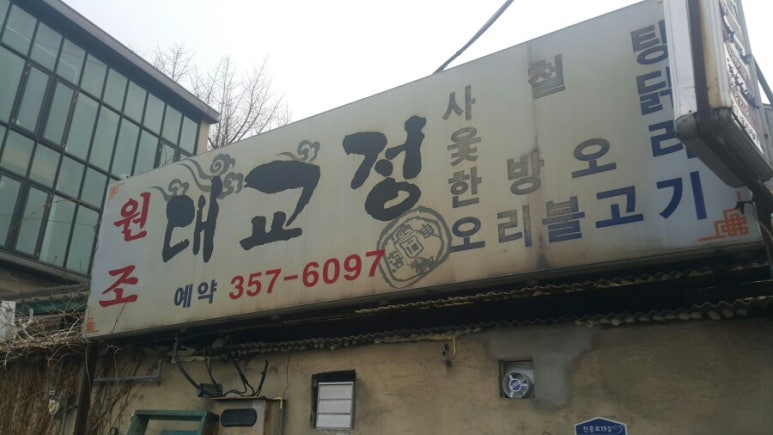 원조
대교정
예약 357-6097
사철탕
옻닭
한방오리
오리불고기